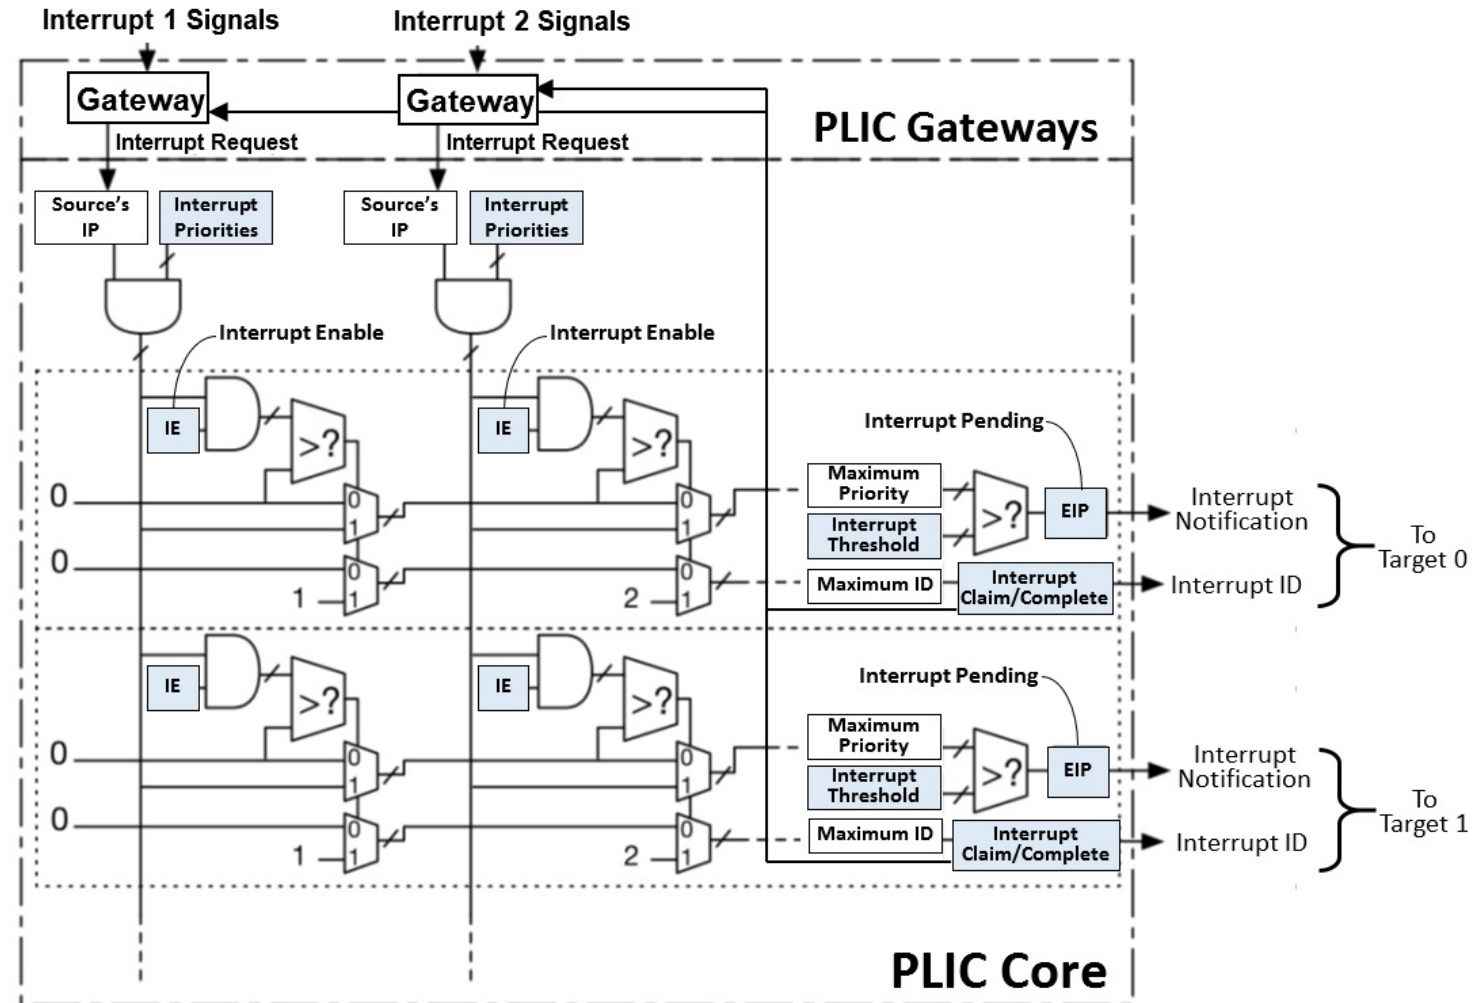 Interrupt 1 Signals
Interrupt 2 Signals
Gateway
Gateway
PLIC Gateways
Interrupt Request
Interrupt Request
Source's
IP
Interrupt
Priorities
Source's
IP
Interrupt
Priorities
Interrupt Enable
Interrupt Enable
IE
>?
IE
>?
0
0
1
0
1
0
0
1
1
2
0
1
Interrupt Pending
Maximum
Priority
Interrupt
Threshold
>?
EIP
Maximum ID
Interrupt
Claim/Complete
Interrupt
Notification
Interrupt ID
To
Target 0
IE
>?
IE
>?
0
0
1
0
1
0
0
1
1
2
0
1
Interrupt Pending
Maximum
Priority
Interrupt
Threshold
>?
EIP
Maximum ID
Interrupt
Claim/Complete
Interrupt
Notification
Interrupt ID
To
Target 1
PLIC Core